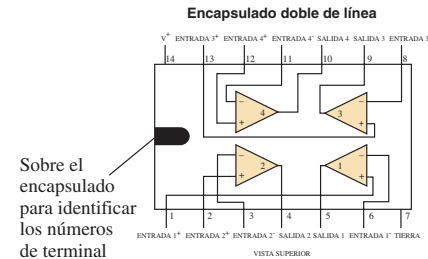 Encapsulado doble de línea
V⁺ ENTRADA 3⁺ ENTRADA 4⁺ ENTRADA 4⁻ SALIDA 4 SALIDA 3 ENTRADA 3
14 13 12 11 10 9 8
− + 4
− + 3
− + 2
− + 1
Sobre el
encapsulado
para identificar
los números
de terminal
1 2 3 4 5 6 7
ENTRADA 1⁺ ENTRADA 2⁺ ENTRADA 2⁻ SALIDA 2 SALIDA 1 ENTRADA 1⁻ TIERRA
VISTA SUPERIOR